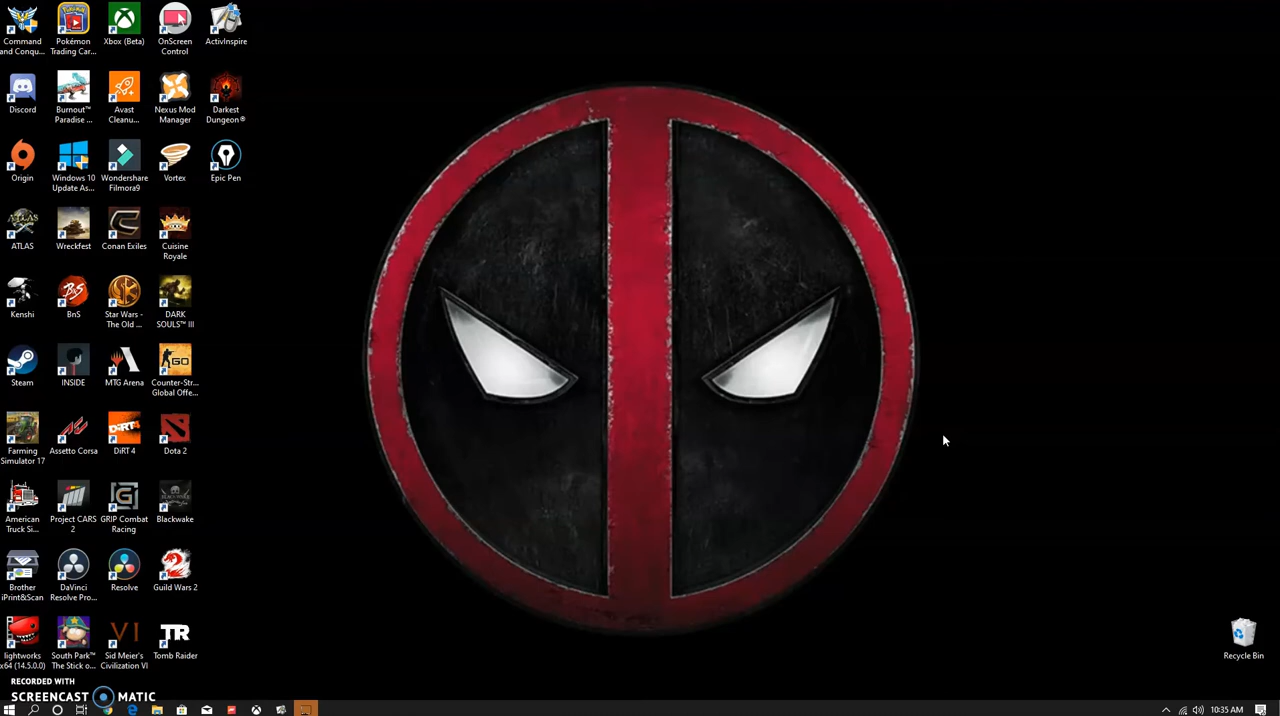 Command
and Conqu...
Pokémon
Trading Car...
Xbox (Beta)
OnScreen
Control
ActivInspire
Discord
Burnout™
Paradise ...
Avast
Cleanu...
Nexus Mod
Manager
Darkest
Dungeon®
Origin
Windows 10
Update As...
Wondershare
Filmora9
Vortex
Epic Pen
ATLAS
ATLAS
Wreckfest
Conan Exiles
Cuisine
Royale
Kenshi
B&S
BnS
Star Wars -
The Old ...
DARK
SOULS™ III
Steam
INSIDE
MTG Arena
GO
Counter-Str...
Global Offe...
Farming
Simulator 17
Assetto Corsa
DiRT4
DiRT 4
Dota 2
American
Truck Si...
Project CARS
2
G
GRIP Combat
Racing
Blackwake
Brother
iPrint&Scan
DaVinci
Resolve Pro...
Resolve
Guild Wars 2
lightworks
x64 (14.5.0.0)
South Park™
The Stick o...
VI
Sid Meier's
Civilization VI
TR
Tomb Raider
Recycle Bin
RECORDED WITH
SCREENCAST MATIC
10:35 AM